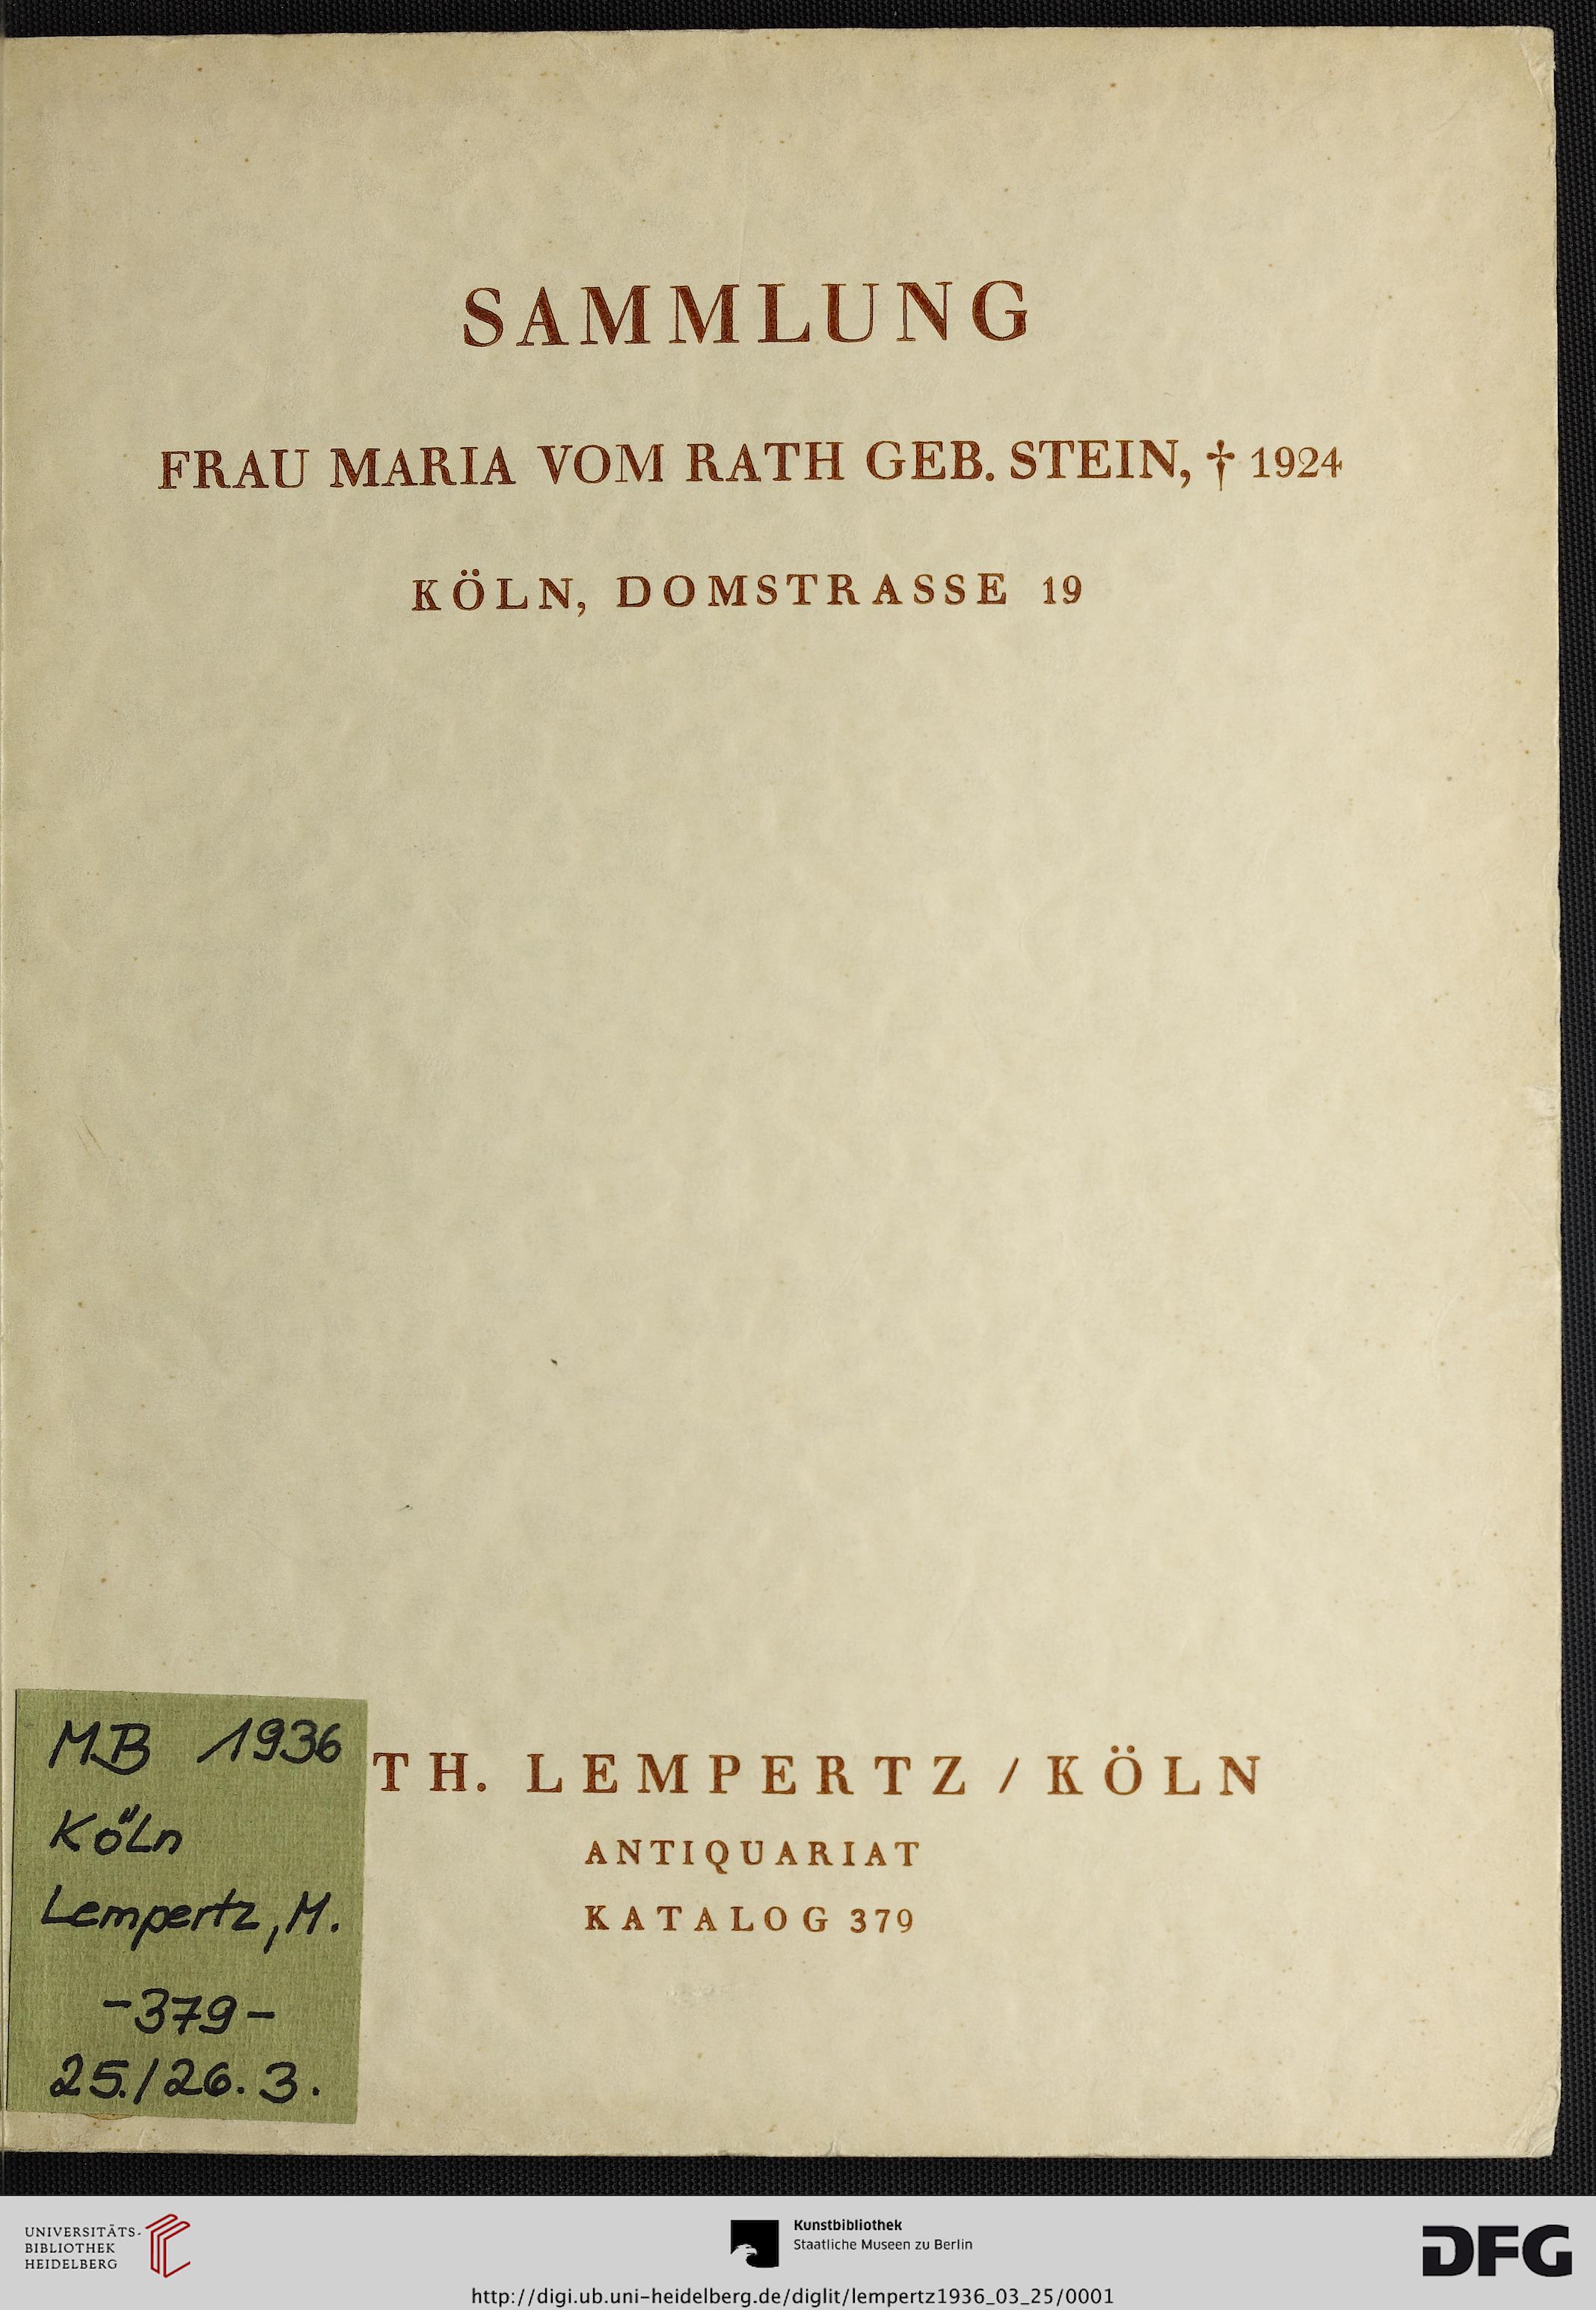 SAMMLUNG
FRAU MARIA VOM RATH GEB. STEIN, † 1924
KÖLN, DOMSTRASSE 19
TH. LEMPERTZ / KÖLN
ANTIQUARIAT
KATALOG 379
MB 1936
Köln
Lempertz, M.
-379-
25./26.3.
UNIVERSITÄTS-
BIBLIOTHEK
HEIDELBERG
Kunstbibliothek
Staatliche Museen zu Berlin
DFG
http://digi.ub.uni-heidelberg.de/diglit/lempertz1936_03_25/0001